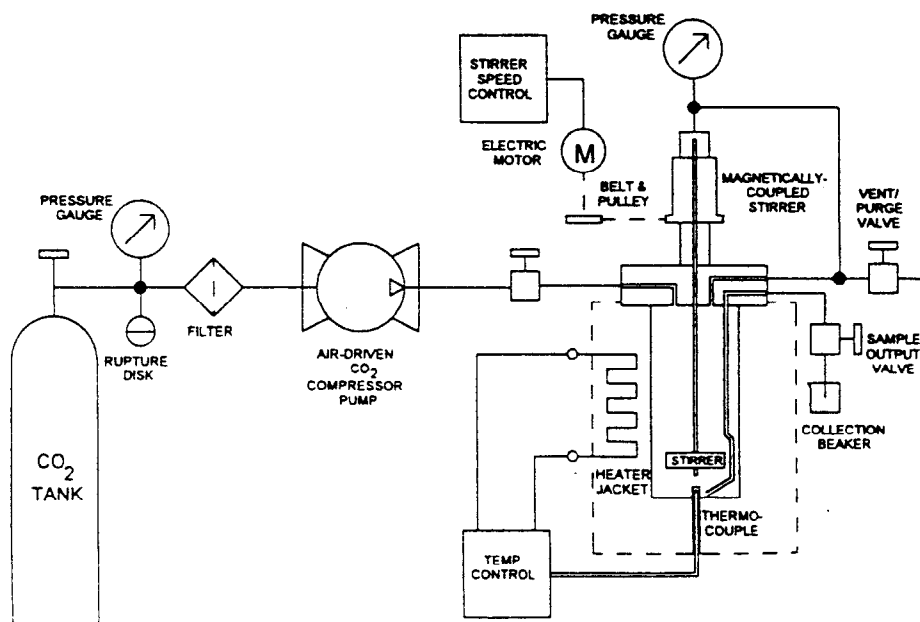 PRESSURE
GAUGE
STIRRER
SPEED
CONTROL
ELECTRIC
MOTOR
M
BELT &
PULLEY
MAGNETICALLY-
COUPLED
STIRRER
VENT/
PURGE
VALVE
PRESSURE
GAUGE
FILTER
RUPTURE
DISK
AIR-DRIVEN
CO2
COMPRESSOR
PUMP
SAMPLE
OUTPUT
VALVE
COLLECTION
BEAKER
CO2
TANK
HEATER
JACKET
STIRRER
THERMO-
COUPLE
TEMP
CONTROL